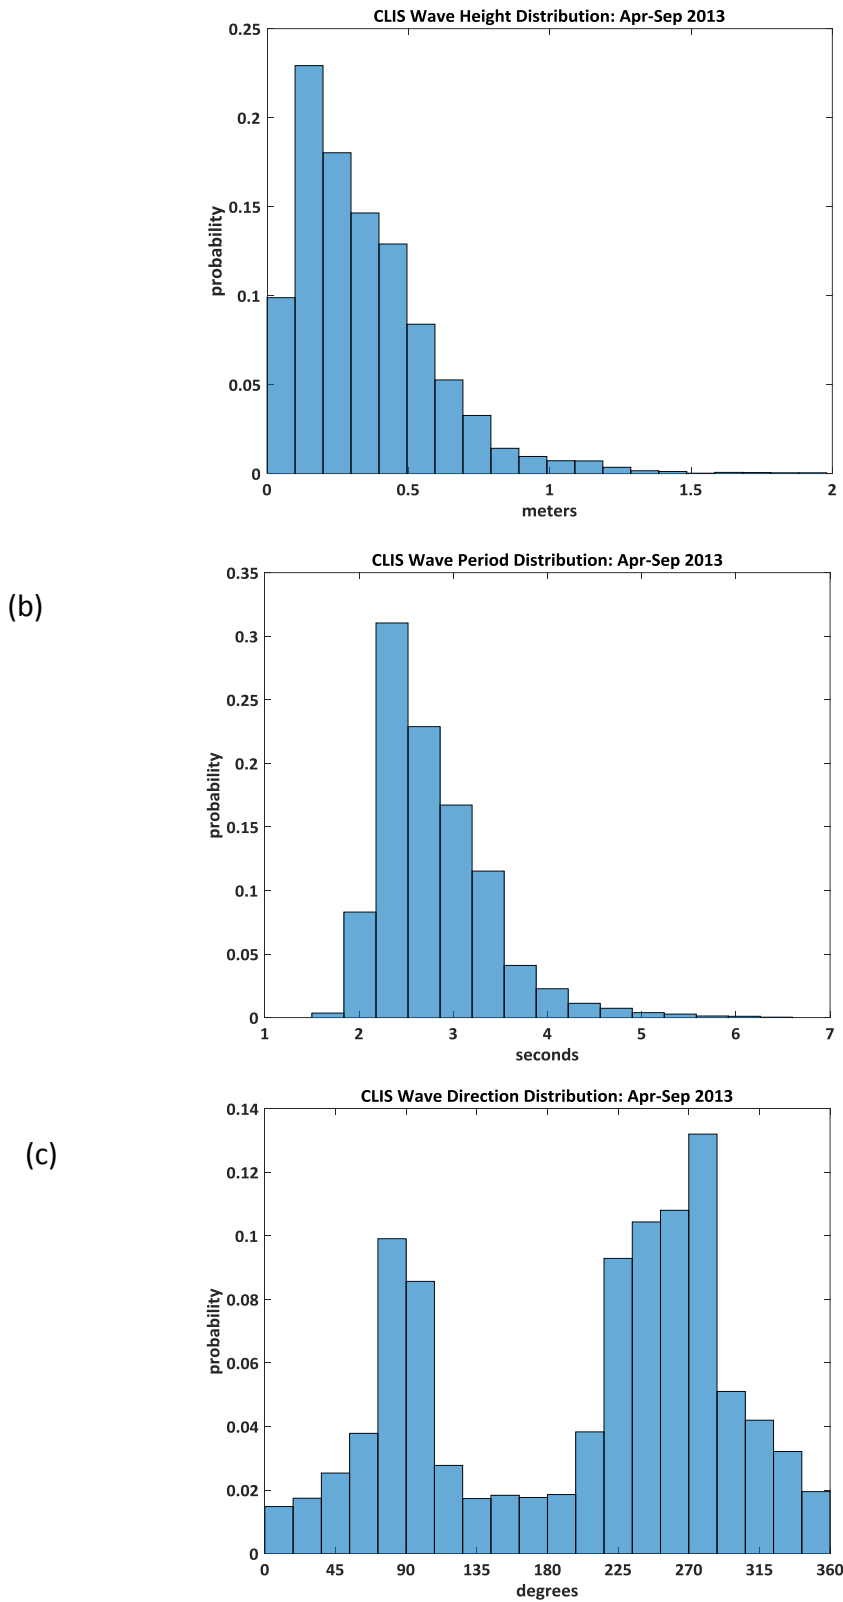 CLIS Wave Height Distribution: Apr-Sep 2013
0.25
0.2
0.15
0.1
0.05
0
probability
0 0.5 1 1.5 2
meters
(b)
CLIS Wave Period Distribution: Apr-Sep 2013
0.35
0.3
0.25
0.2
0.15
0.1
0.05
0
probability
1 2 3 4 5 6 7
seconds
(c)
CLIS Wave Direction Distribution: Apr-Sep 2013
0.14
0.12
0.1
0.08
0.06
0.04
0.02
0
probability
0 45 90 135 180 225 270 315 360
degrees